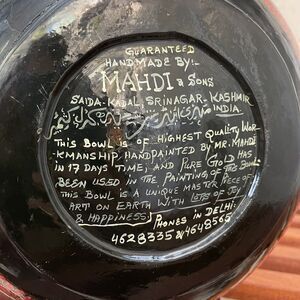 GUARANTEED
HANDMADE BY:-
MAHDI & SONS
SAIDA-KADAL, SRINAGAR-KASHMIR
INDIA
THIS BOWL IS OF HIGHEST QUALITY WOR-
KMANSHIP, HANDPAINTED BY MR. MAHDI
IN 17 DAYS TIME; AND PURE GOLD HAS
BEEN USED IN THE PAINTING OF THIS BOWL.
THIS BOWL IS A UNIQUE MASTER PIECE OF
ART ON EARTH WITH LOTS OF JOY
& HAPPINESS. PHONES IN DELHI:
4628335 & 4648565